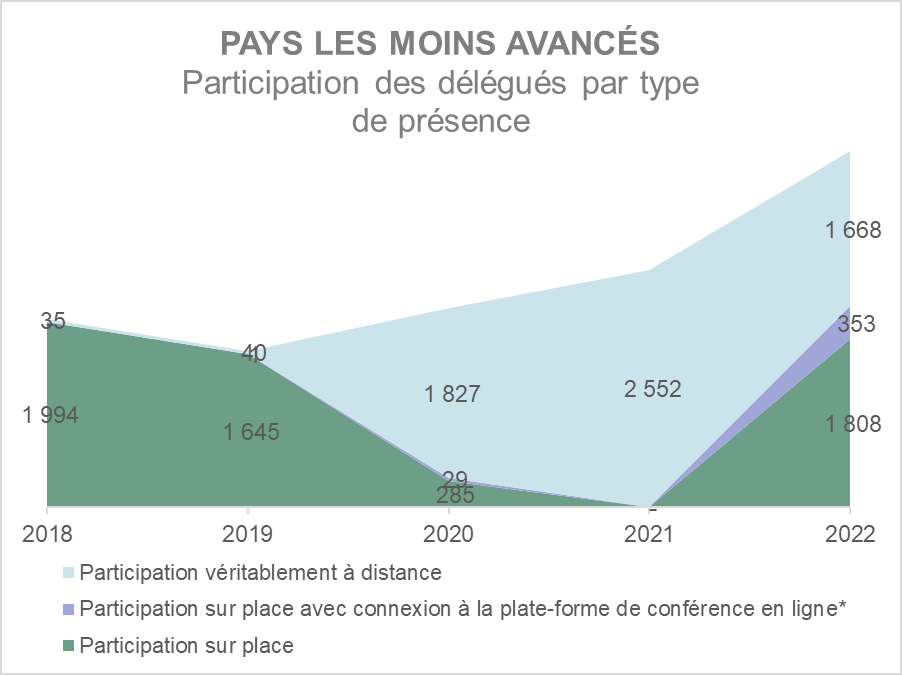 PAYS LES MOINS AVANCÉS
Participation des délégués par type
de présence
1 668
35
353
40
1 827
2 552
1 994
1 645
1 808
29
285
-
2018 2019 2020 2021 2022
Participation véritablement à distance
Participation sur place avec connexion à la plate-forme de conférence en ligne*
Participation sur place